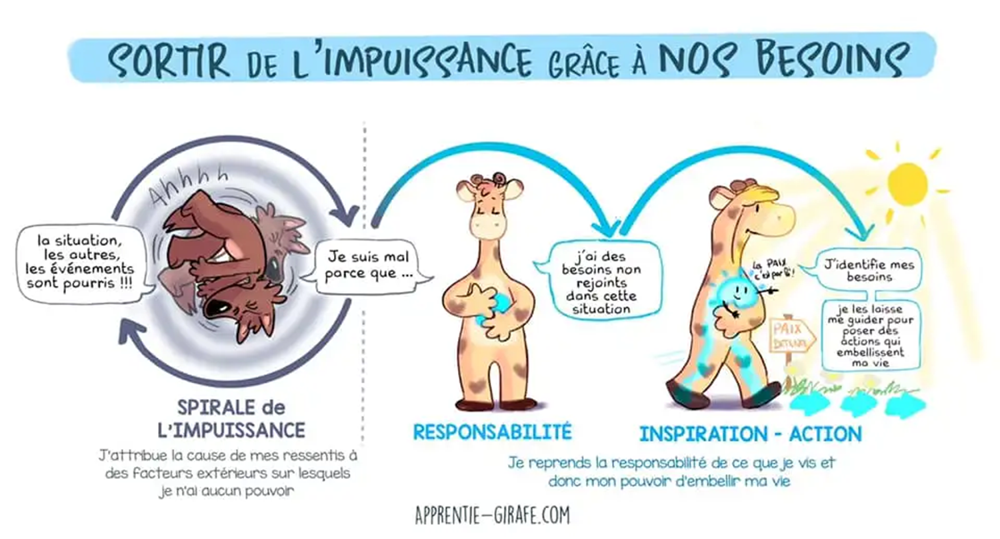 SORTIR DE L'IMPUISSANCE GRÂCE À NOS BESOINS
Ahhhh
la situation,
les autres,
les événements
sont pourris !!!
Je suis mal
parce que ...
j'ai des
besoins non
rejoints
dans cette
situation
la PAIX
c'est par là!
J'identifie mes
besoins
je les laisse
me guider pour
poser des
actions qui
embellissent
ma vie
PAIX
SPIRALE de
L'IMPUISSANCE
J'attribue la cause de mes ressentis à
des facteurs extérieurs sur lesquels
je n'ai aucun pouvoir
RESPONSABILITÉ
INSPIRATION - ACTION
Je reprends la responsabilité de ce que je vis et
donc mon pouvoir d'embellir ma vie
APPRENTIE-GIRAFE.COM